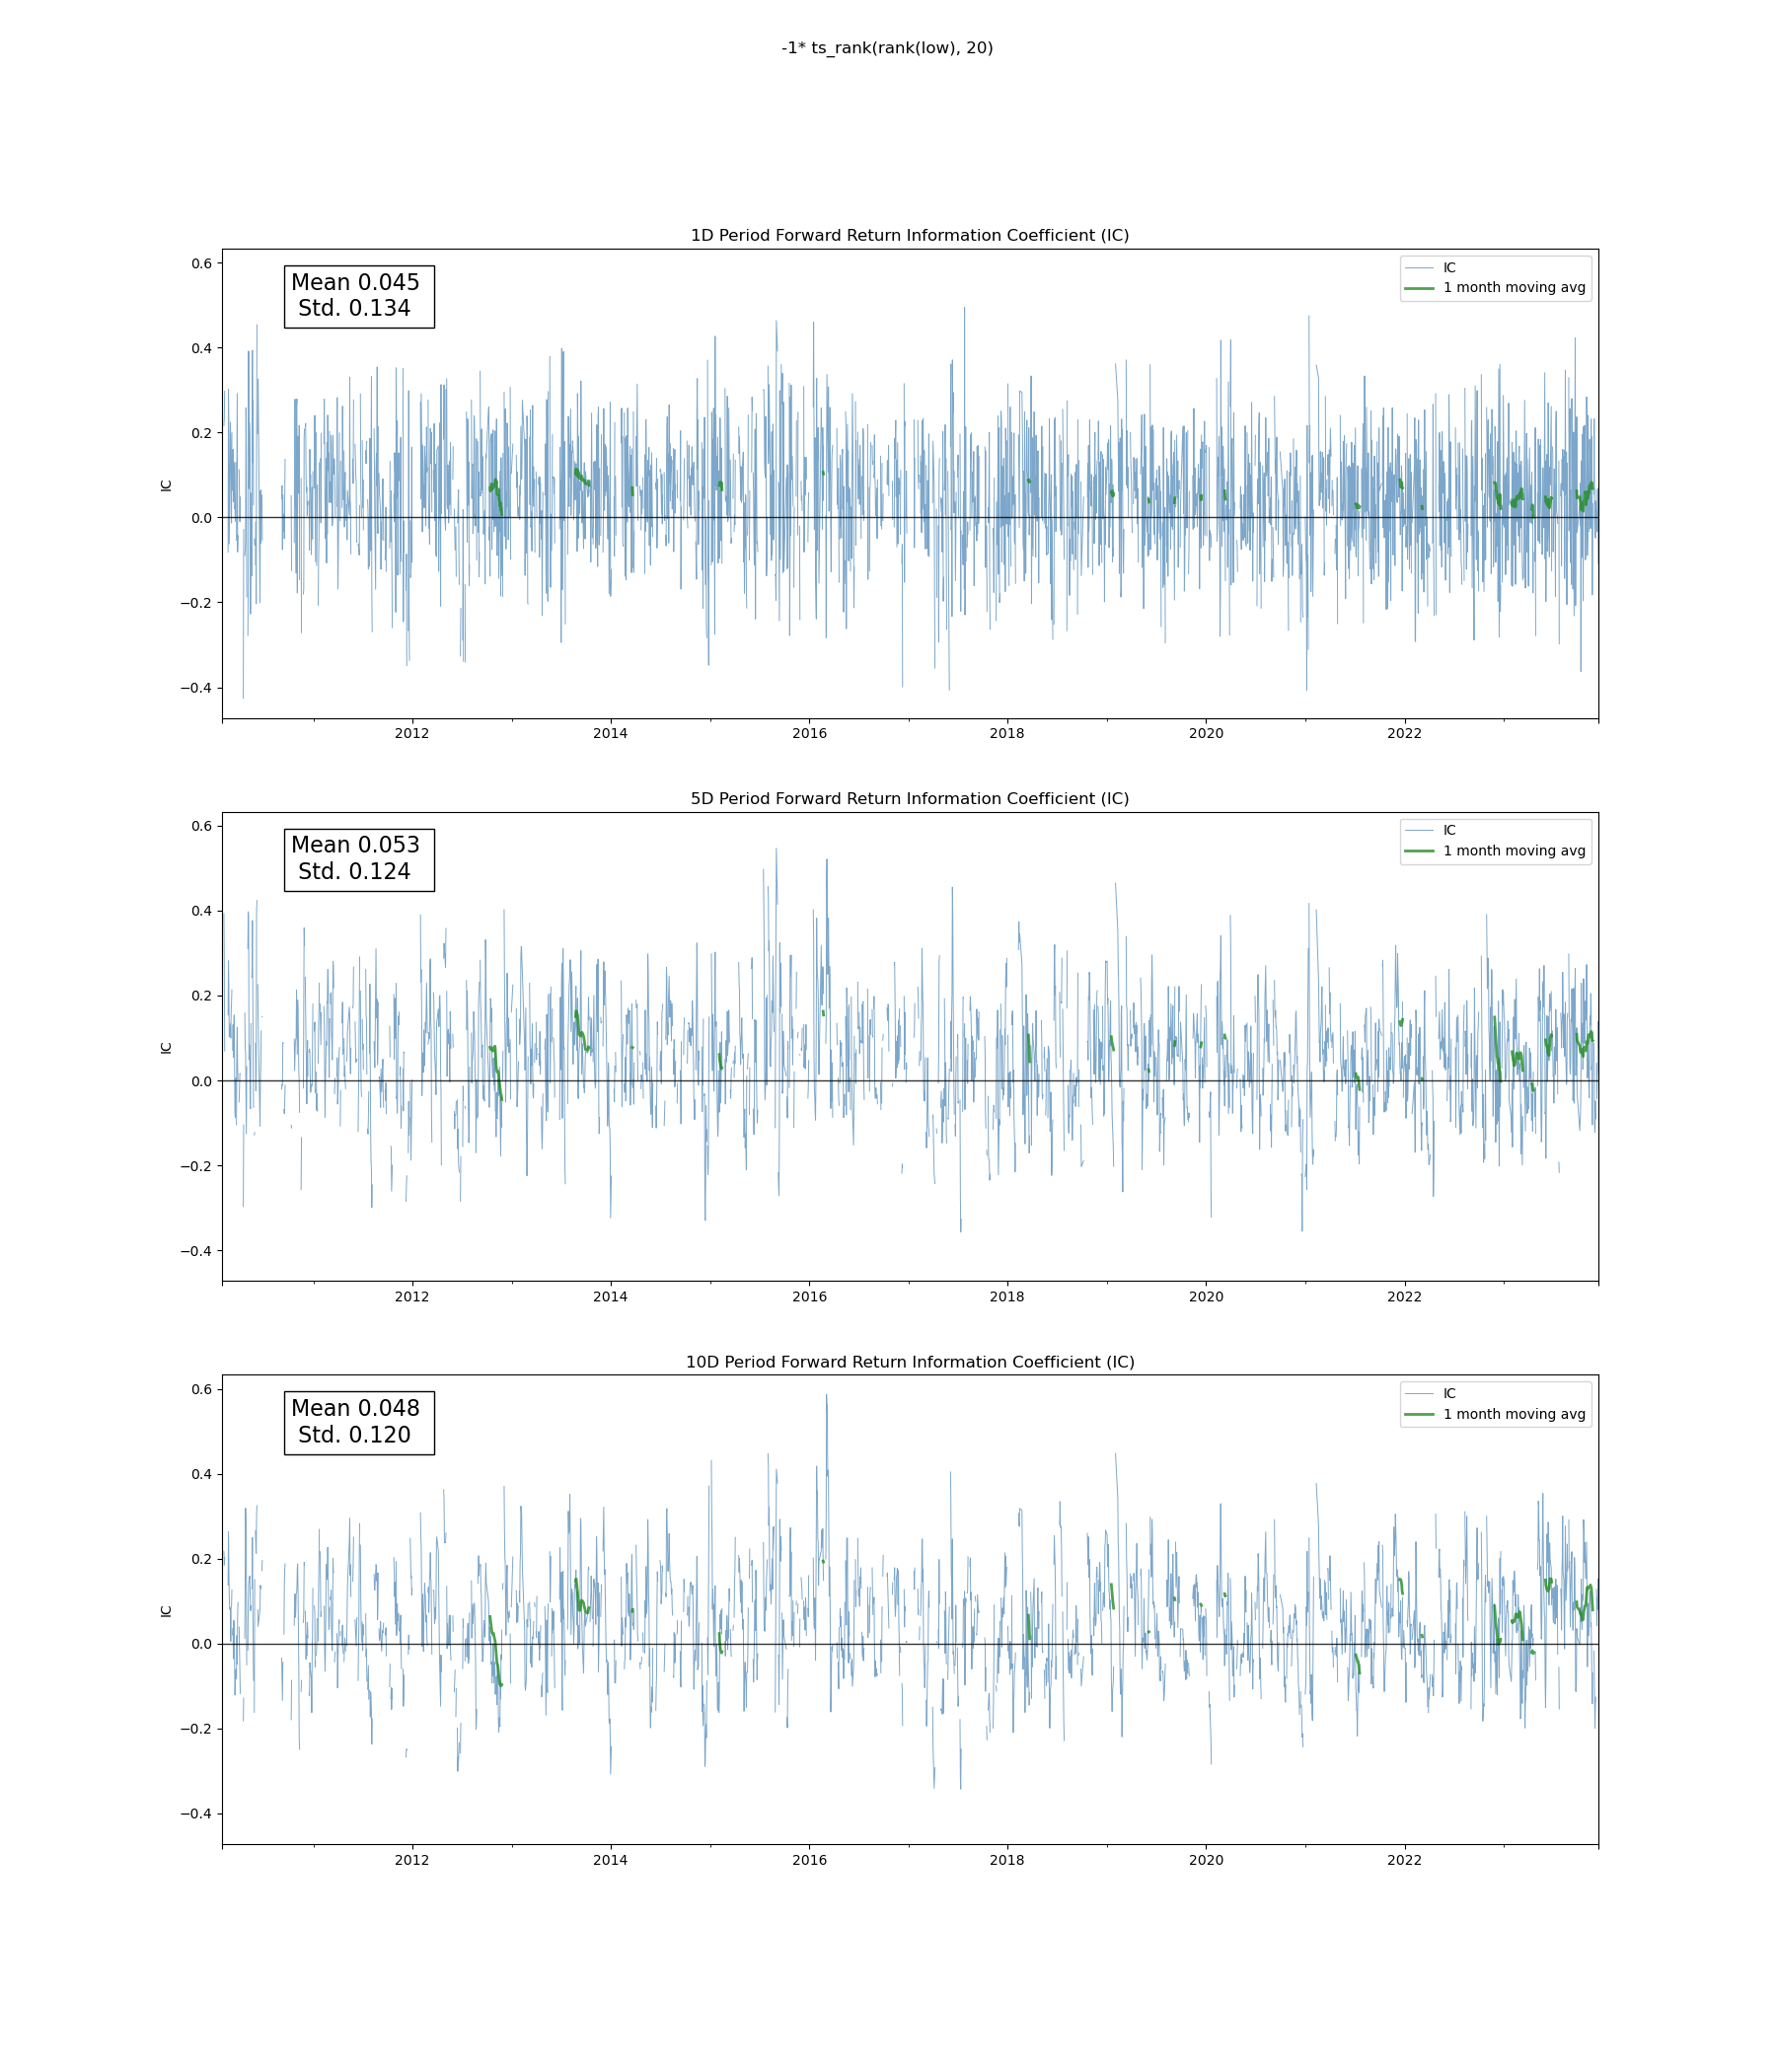 -1* ts_rank(rank(low), 20)
1D Period Forward Return Information Coefficient (IC)
0.6
0.4
0.2
0.0
−0.2
−0.4
IC
Mean 0.045
Std. 0.134
IC
1 month moving avg
2012 2014 2016 2018 2020 2022
5D Period Forward Return Information Coefficient (IC)
0.6
0.4
0.2
0.0
−0.2
−0.4
IC
Mean 0.053
Std. 0.124
IC
1 month moving avg
2012 2014 2016 2018 2020 2022
10D Period Forward Return Information Coefficient (IC)
0.6
0.4
0.2
0.0
−0.2
−0.4
IC
Mean 0.048
Std. 0.120
IC
1 month moving avg
2012 2014 2016 2018 2020 2022